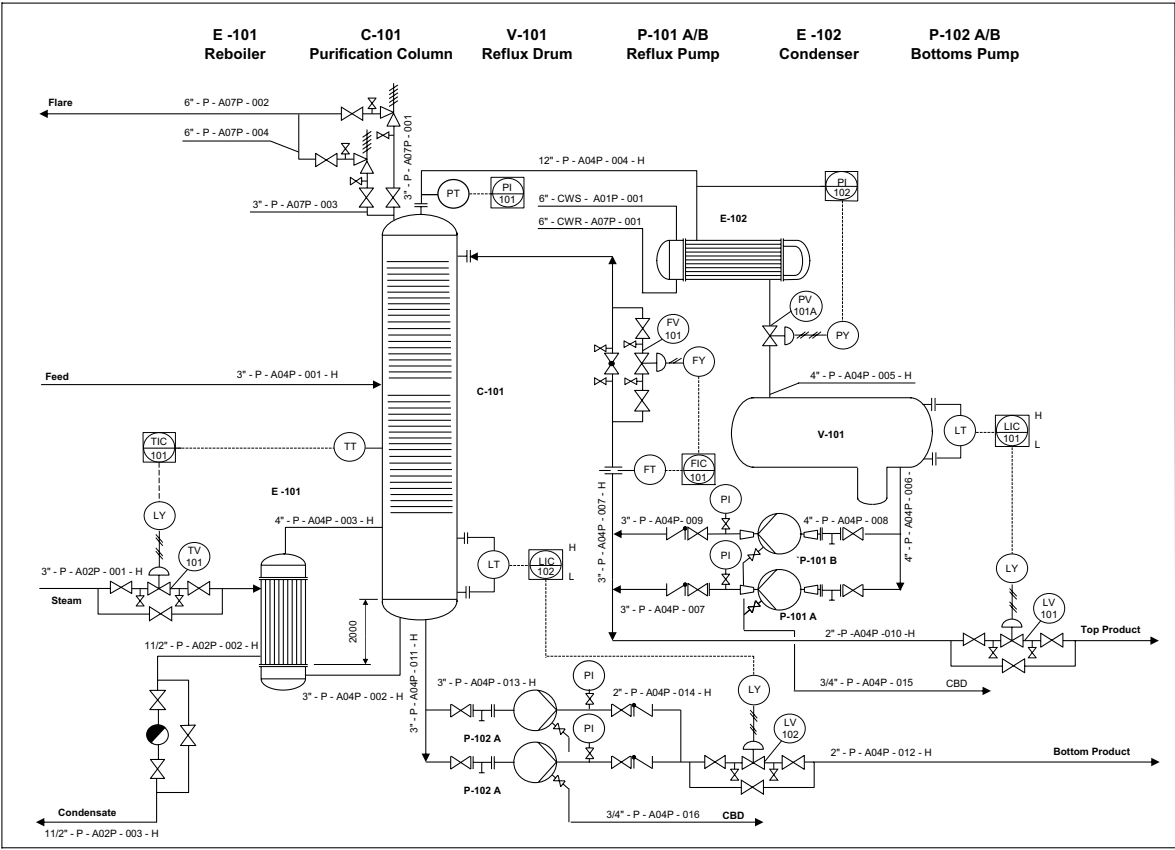 E -101
Reboiler
C-101
Purification Column
V-101
Reflux Drum
P-101 A/B
Reflux Pump
E -102
Condenser
P-102 A/B
Bottoms Pump
Flare
6" - P - A07P - 002
6" - P - A07P - 004
3" - P - A07P - 003
3" - P - A07P - 001
12" - P - A04P - 004 - H
PT
PI
101
6" - CWS - A01P - 001
6" - CWR - A07P - 001
E-102
PI
102
PV
101A
PY
FV
101
FY
4" - P - A04P - 005 - H
Feed
3" - P - A04P - 001 - H
C-101
V-101
LT
LIC
101
H
L
TIC
101
TT
FT
FIC
101
E -101
LY
4" - P - A04P - 003 - H
3" - P - A04P - 007 - H
3" - P - A04P-009
PI
4" - P - A04P - 008
4" - P - A04P - 006 -
`P-101 B
PI
P-101 A
3" - P - A04P - 007
LT
LIC
102
H
L
LY
LV
101
TV
101
3" - P - A02P -001 - H
Steam
2000
2" - P -A04P -010 -H
Top Product
11/2" - P - A02P - 002 - H
3" - P - A04P - 002 - H
3" - P - A04P - 011 - H
3" - P - A04P - 013 - H
PI
2" - P - A04P - 014 - H
LY
3/4" - P - A04P - 015
CBD
P-102 A
PI
LV
102
2" - P - A04P - 012 - H
Bottom Product
P-102 A
Condensate
11/2" - P - A02P - 003 - H
3/4" - P - A04P - 016
CBD